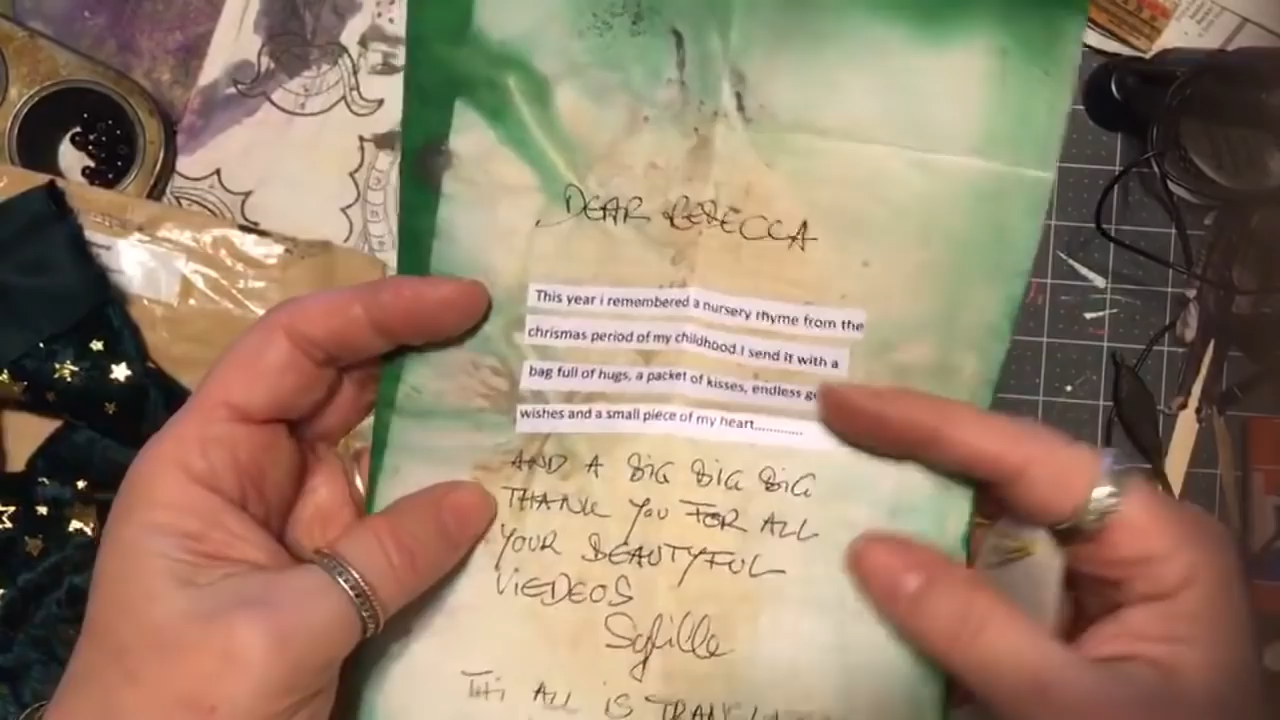 DEAR REBECCA
This year i remembered a nursery rhyme from the
chrismas period of my childhood.I send it with a
bag full of hugs, a packet of kisses, endless
wishes and a small piece of my heart............
AND A BIG BIG BIG
THANK YOU FOR ALL
YOUR BEAUTYFUL
ViEDEOS
Sybille
ALL IS